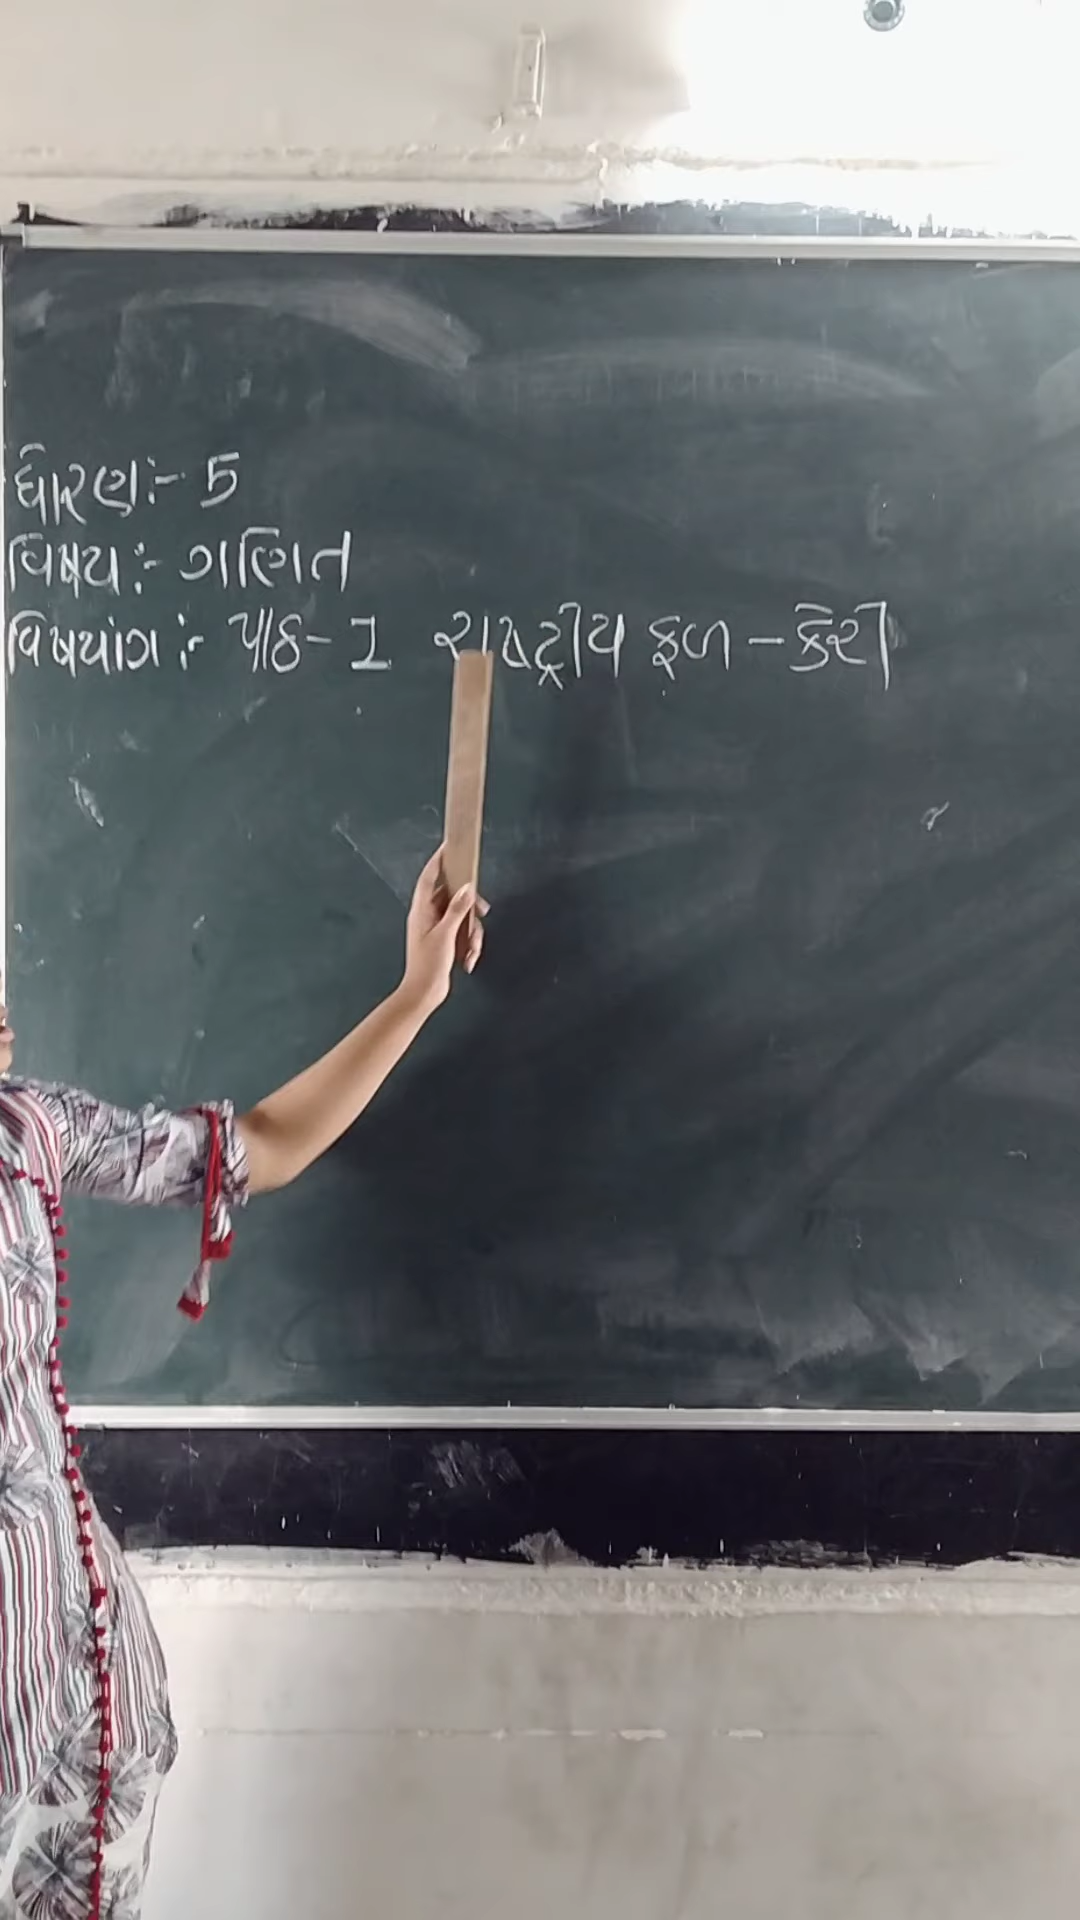 ધોરણ:- 5
વિષય:- ગણિત
વિષયાંગ:- પાઠ-1 રાષ્ટ્રીય ફળ - કેરી